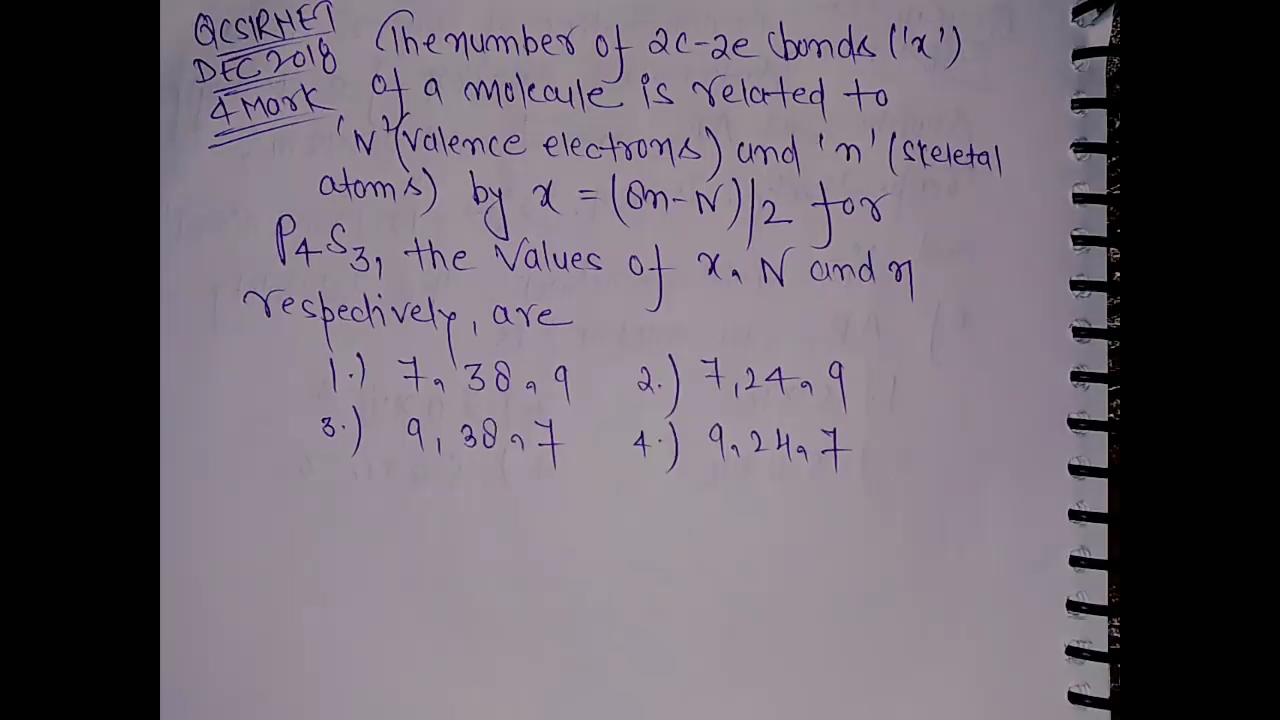 QCSIRNET
DEC 2018
4 Mark
The number of 2c-2e bonds ('x')
of a molecule is related to
'N' (valence electrons) and 'n' (skeletal
atoms) by x = (8n-N)/2 for
P4S3, the values of x, N and n
respectively, are
1.) 7, 38, 9 2.) 7, 24, 9
3.) 9, 38, 7 4.) 9, 24, 7